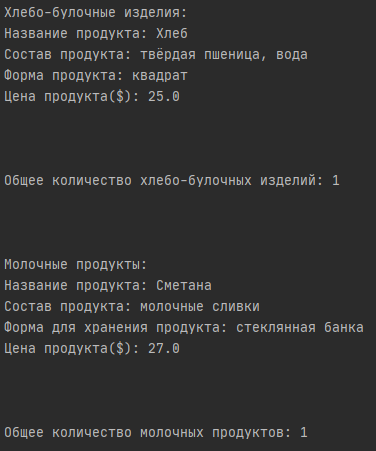 Хлебо-булочные изделия:
Название продукта: Хлеб
Состав продукта: твёрдая пшеница, вода
Форма продукта: квадрат
Цена продукта($): 25.0
Общее количество хлебо-булочных изделий: 1
Молочные продукты:
Название продукта: Сметана
Состав продукта: молочные сливки
Форма для хранения продукта: стеклянная банка
Цена продукта($): 27.0
Общее количество молочных продуктов: 1